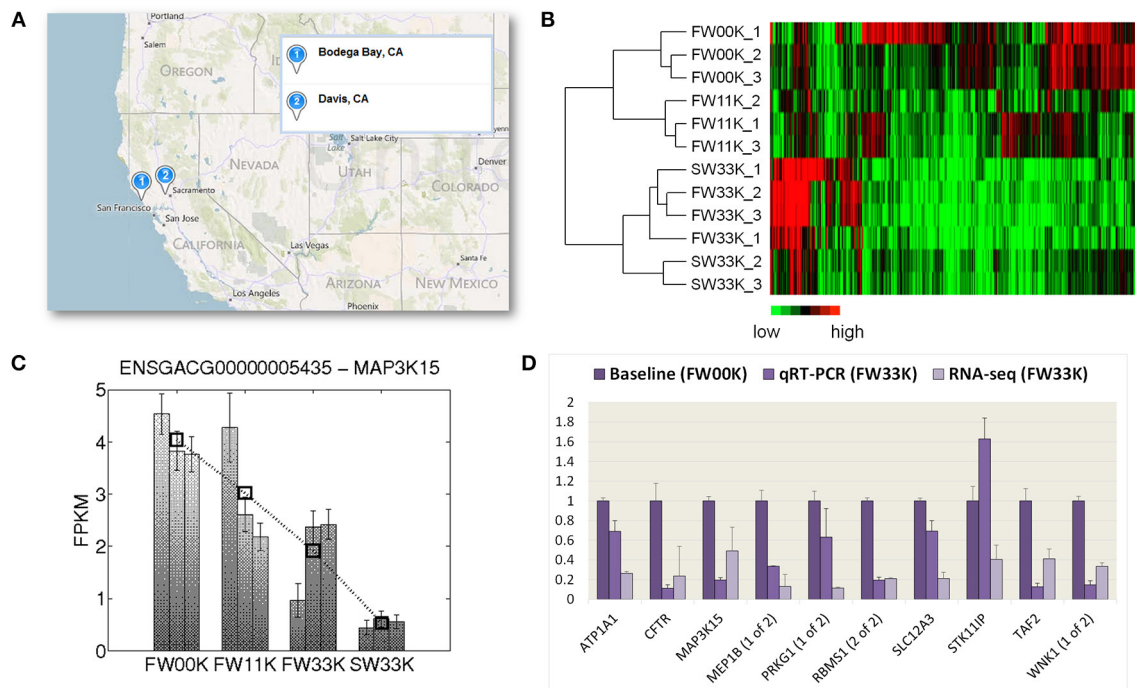 A
Portland
Salem
OREGON
Bodega Bay, CA
1
Davis, CA
2
Salt Lake
Salt Lake City
NEVADA
UTAH
Denver
COLORADO
1
2
Sacramento
San Francisco
San Jose
CALIFORNIA
Las Vegas
Santa Fe
ARIZONA
NEW MEXICO
Los Angeles
Phoenix
B
FW00K_1
FW00K_2
FW00K_3
FW11K_2
FW11K_1
FW11K_3
SW33K_1
FW33K_2
FW33K_3
FW33K_1
SW33K_2
SW33K_3
low high
C
ENSGACG00000005435 – MAP3K15
FPKM
5
4
3
2
1
0
FW00K FW11K FW33K SW33K
D
Baseline (FW00K) qRT-PCR (FW33K) RNA-seq (FW33K)
2
1.8
1.6
1.4
1.2
1
0.8
0.6
0.4
0.2
0
ATP1A1
CFTR
MAP3K15
MEP1B (1 of 2)
PRKG1 (1 of 2)
RBMS1 (2 of 2)
SLC12A3
STK11IP
TAF2
WNK1 (1 of 2)